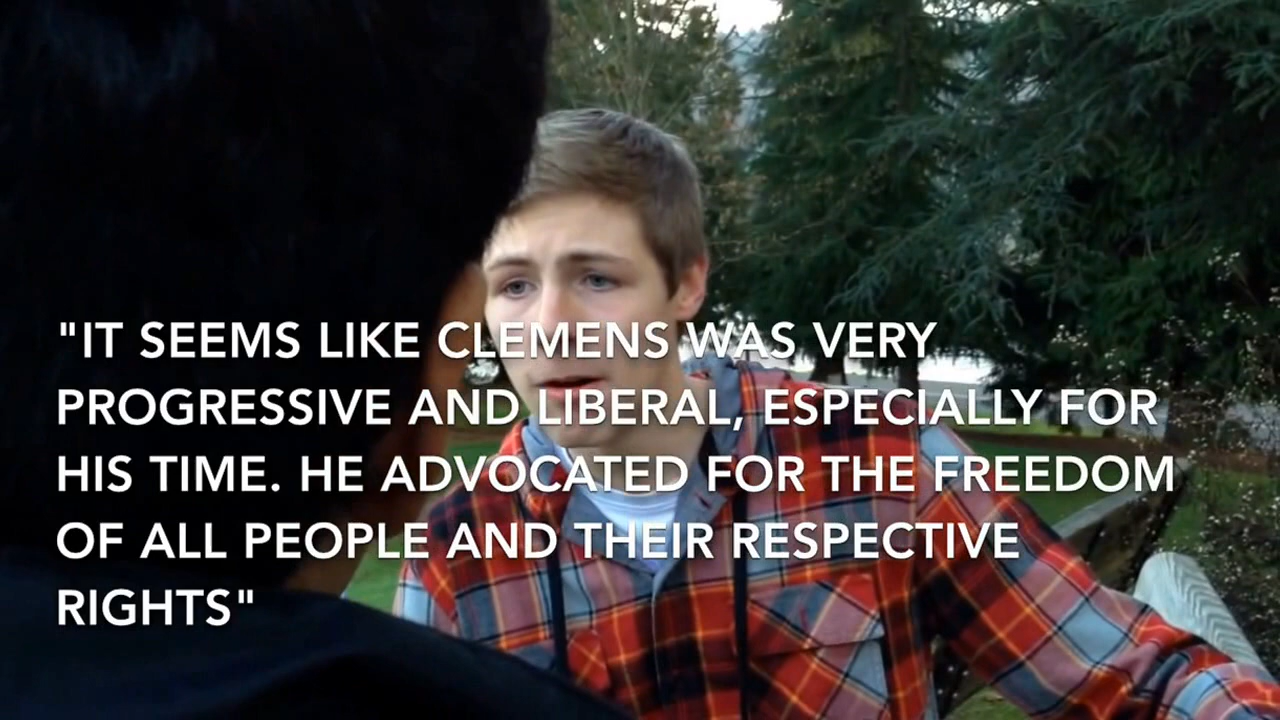 "IT SEEMS LIKE CLEMENS WAS VERY
PROGRESSIVE AND LIBERAL, ESPECIALLY FOR
HIS TIME. HE ADVOCATED FOR THE FREEDOM
OF ALL PEOPLE AND THEIR RESPECTIVE
RIGHTS"